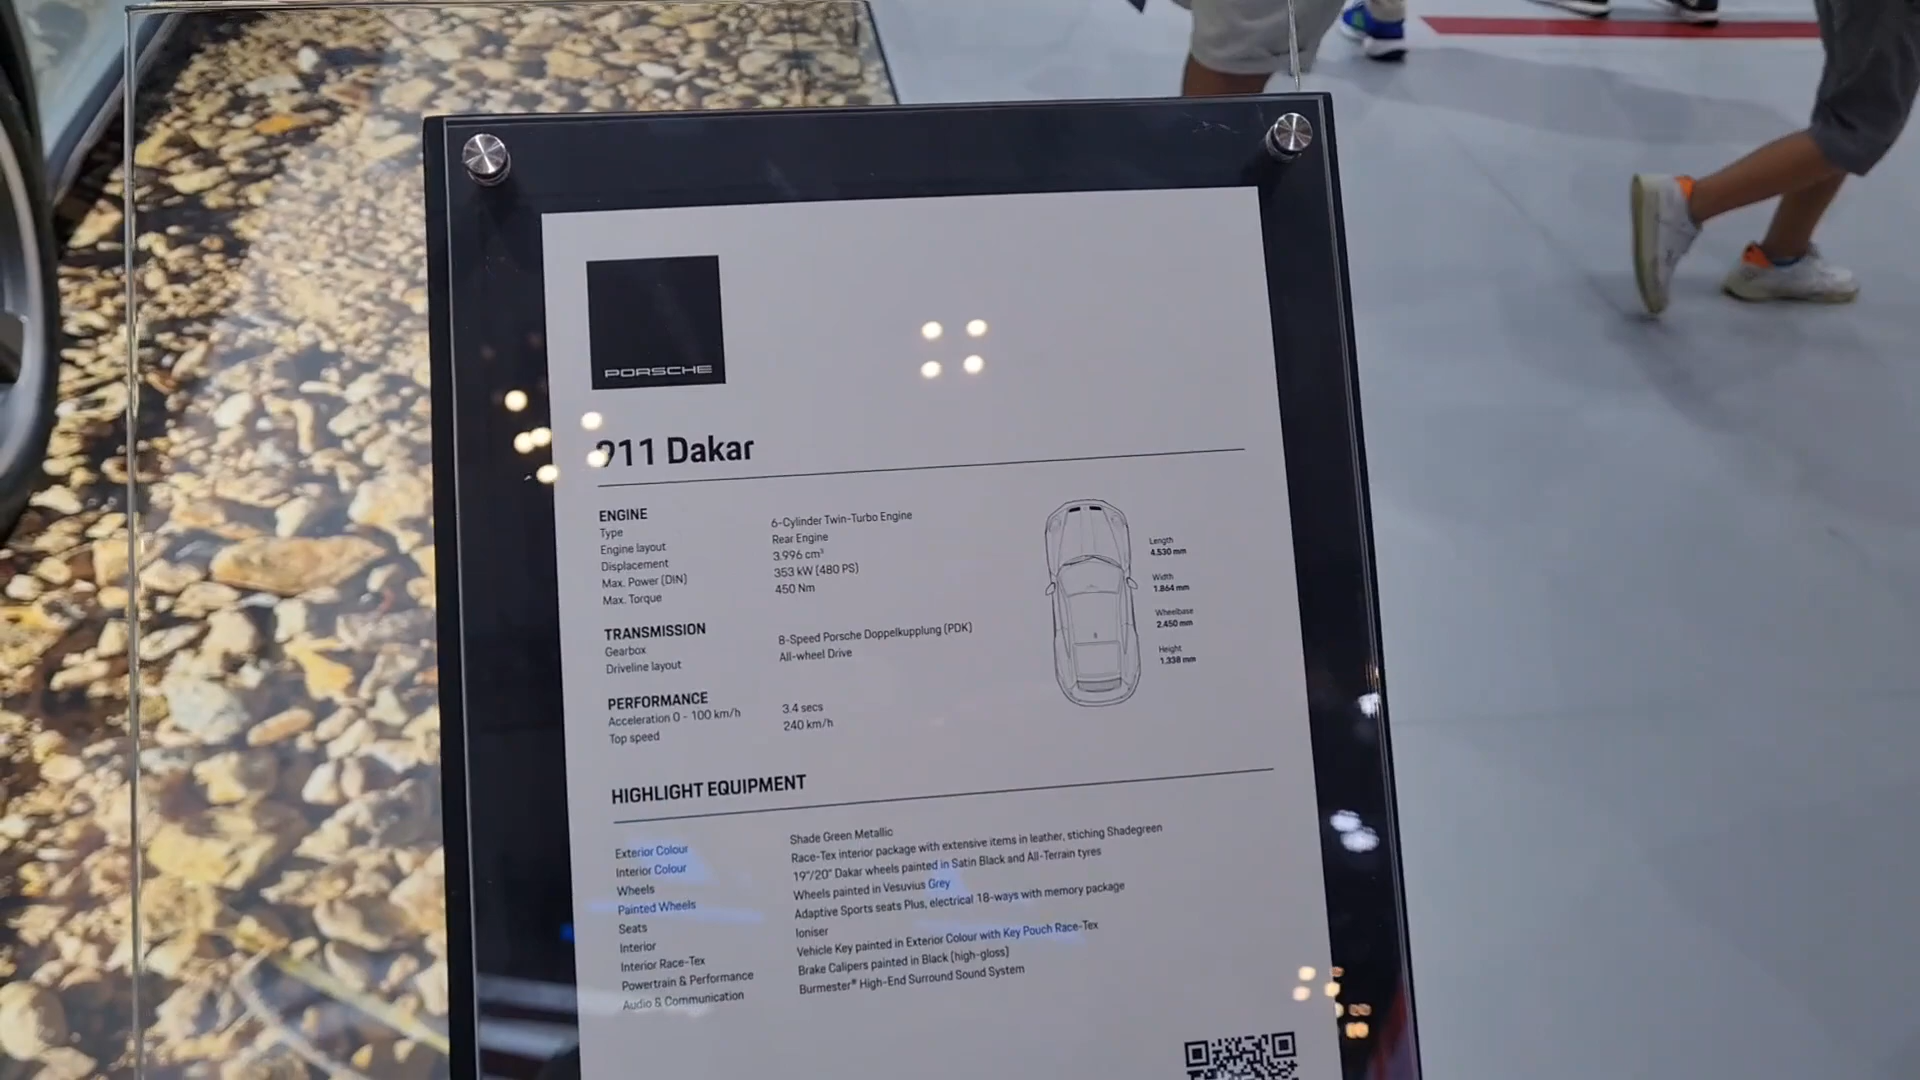 PORSCHE
911 Dakar
ENGINE
Type 6-Cylinder Twin-Turbo Engine
Engine layout Rear Engine
Displacement 3.996 cm³
Max. Power (DIN) 353 kW (480 PS)
Max. Torque 450 Nm
Length
4.530 mm
Width
1.864 mm
Wheelbase
2.450 mm
Height
1.338 mm
TRANSMISSION
Gearbox 8-Speed Porsche Doppelkupplung (PDK)
Driveline layout All-wheel Drive
PERFORMANCE
Acceleration 0 - 100 km/h 3.4 secs
Top speed 240 km/h
HIGHLIGHT EQUIPMENT
Exterior Colour Shade Green Metallic
Interior Colour Race-Tex interior package with extensive items in leather, stiching Shadegreen
Wheels 19"/20" Dakar wheels painted in Satin Black and All-Terrain tyres
Painted Wheels Wheels painted in Vesuvius Grey
Seats Adaptive Sports seats Plus, electrical 18-ways with memory package
Interior Ioniser
Interior Race-Tex Vehicle Key painted in Exterior Colour with Key Pouch Race-Tex
Powertrain & Performance Brake Calipers painted in Black (high-gloss)
Audio & Communication Burmester® High-End Surround Sound System